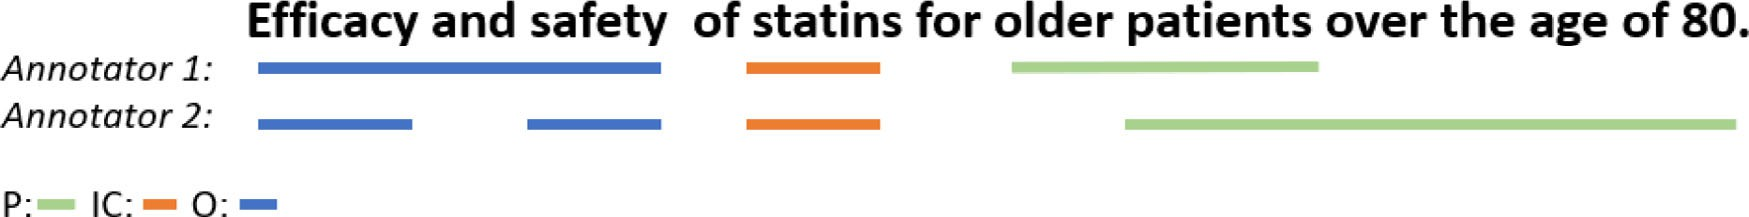 Efficacy and safety of statins for older patients over the age of 80.
Annotator 1:
Annotator 2:
P: IC: O: